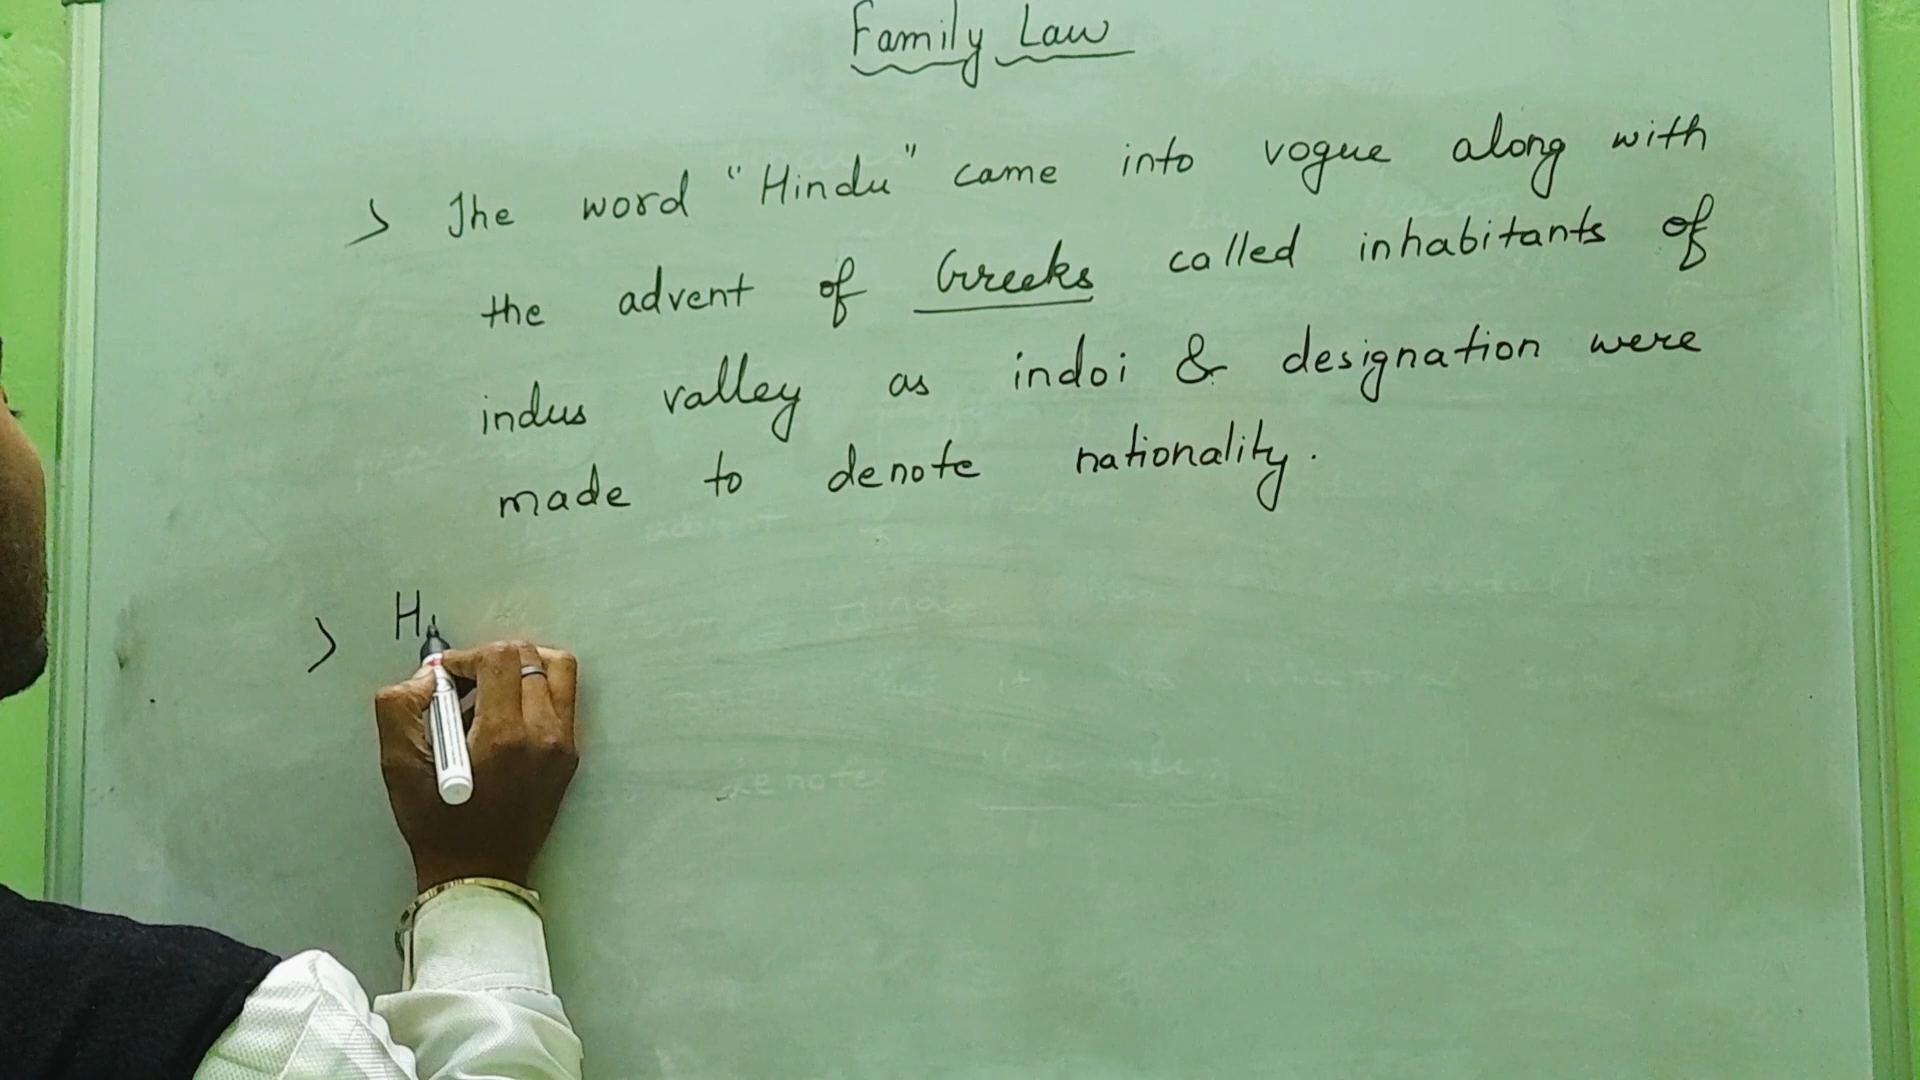 Family Law
> The word "Hindu" came into vogue along with
the advent of Greeks called inhabitants of
indus valley as indoi & designation were
made to denote nationality.
> Hi